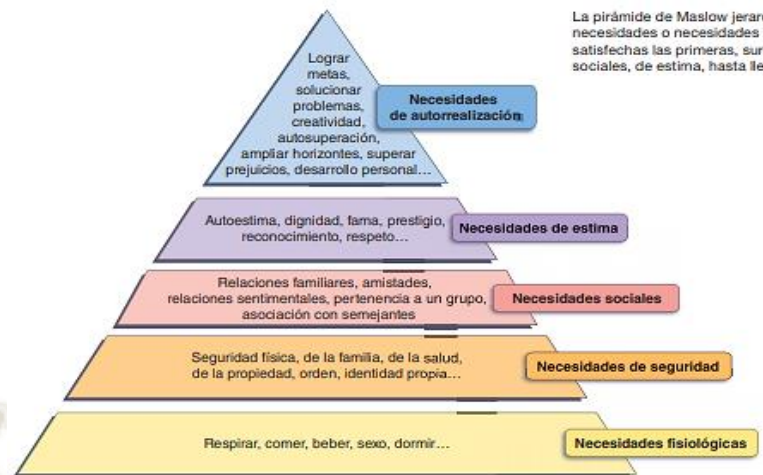 La pirámide de Maslow
necesidades o necesidades
satisfechas las primeras,
sociales, de estima, hasta
Lograr
metas,
solucionar
problemas,
creatividad,
autosuperación,
ampliar horizontes, superar
prejuicios, desarrollo personal…
Necesidades
de autorrealización
Autoestima, dignidad, fama, prestigio,
reconocimiento, respeto…
Necesidades de estima
Relaciones familiares, amistades,
relaciones sentimentales, pertenencia a un grupo,
asociación con semejantes
Necesidades sociales
Seguridad física, de la familia, de la salud,
de la propiedad, orden, identidad propia…
Necesidades de seguridad
Respirar, comer, beber, sexo, dormir…
Necesidades fisiológicas